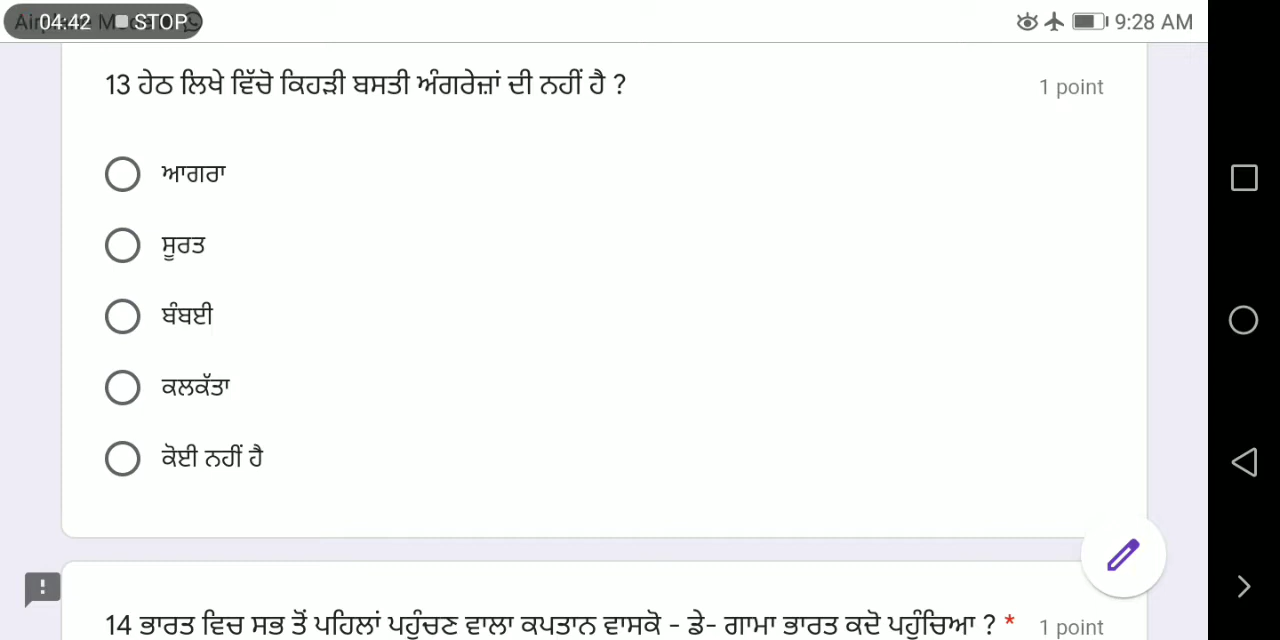 04:42 STOP
9:28 AM
13 ਹੇਠ ਲਿਖੇ ਵਿੱਚੋ ਕਿਹੜੀ ਬਸਤੀ ਅੰਗਰੇਜ਼ਾਂ ਦੀ ਨਹੀਂ ਹੈ ?
1 point
ਆਗਰਾ
ਸੂਰਤ
ਬੰਬਈ
ਕਲਕੱਤਾ
ਕੋਈ ਨਹੀਂ ਹੈ
14 ਭਾਰਤ ਵਿਚ ਸਭ ਤੋਂ ਪਹਿਲਾਂ ਪਹੁੰਚਣ ਵਾਲਾ ਕਪਤਾਨ ਵਾਸਕੋ - ਡੇ- ਗਾਮਾ ਭਾਰਤ ਕਦੋ ਪਹੁੰਚਿਆ ? *
1 point